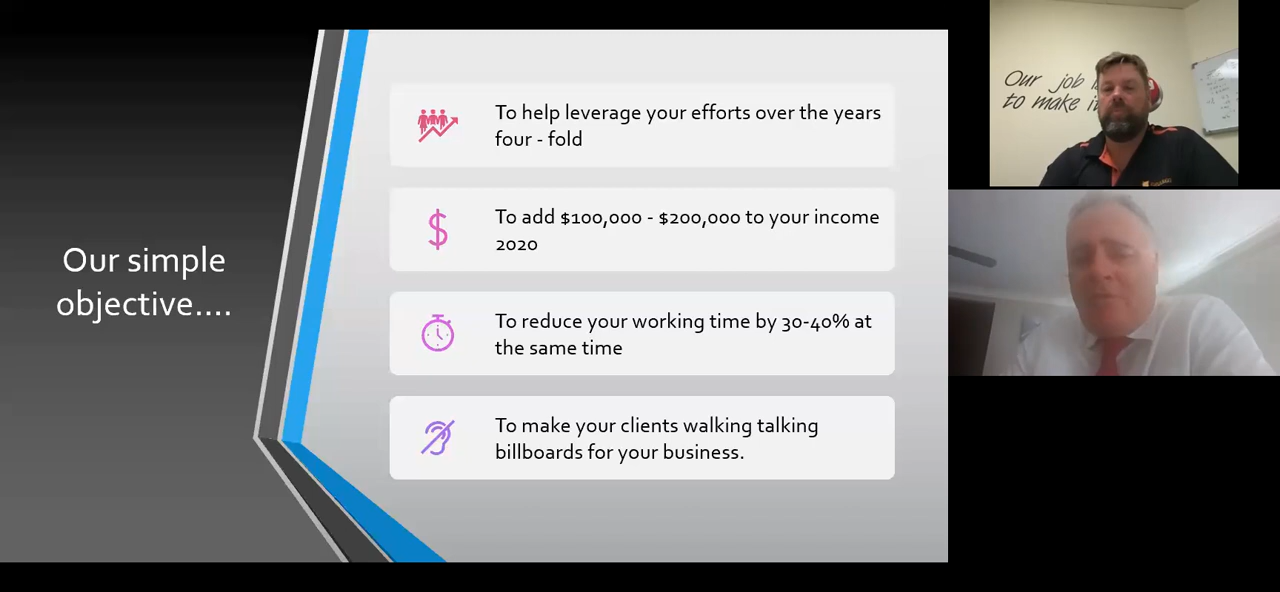 Our simple
objective....
To help leverage your efforts over the years
four - fold
To add $100,000 - $200,000 to your income
2020
To reduce your working time by 30-40% at
the same time
To make your clients walking talking
billboards for your business.
Our job
to make it